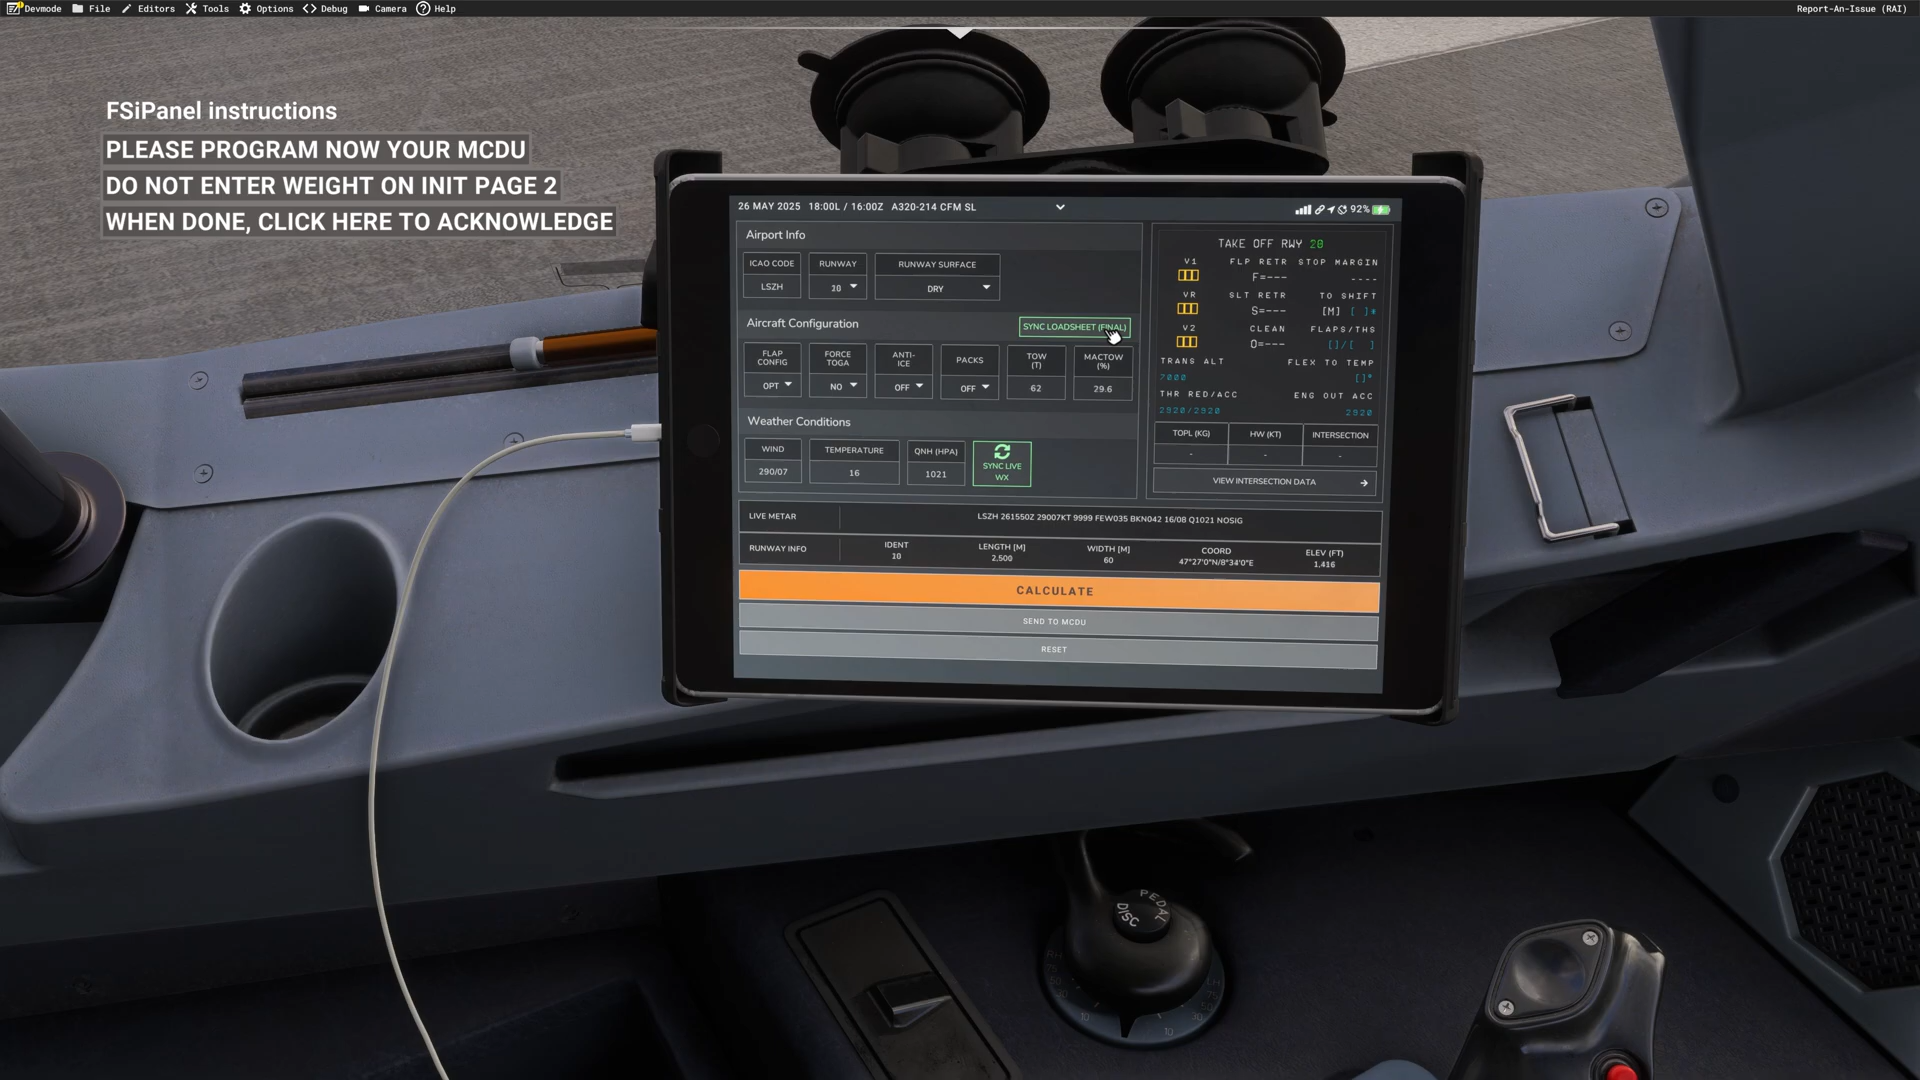 Devmode File Editors Tools Options Debug Camera Help
Report-An-Issue (RAI)
FSiPanel instructions
PLEASE PROGRAM NOW YOUR MCDU
DO NOT ENTER WEIGHT ON INIT PAGE 2
WHEN DONE, CLICK HERE TO ACKNOWLEDGE
26 MAY 2025 18:00L / 16:00Z A320-214 CFM SL
92%
Airport Info
ICAO CODE RUNWAY RUNWAY SURFACE
LSZH 10 DRY
Aircraft Configuration
SYNC LOADSHEET (FINAL)
FLAP CONFIG FORCE TOGA ANTI-ICE PACKS TOW (T) MACTOW (%)
OPT NO OFF OFF 62 29.6
Weather Conditions
WIND TEMPERATURE QNH (HPA)
290/07 16 1021
SYNC LIVE
WX
TAKE OFF RWY 28
V1 FLP RETR STOP MARGIN
F=--- ----
VR SLT RETR TO SHIFT
S=--- [M] [ ]*
V2 CLEAN FLAPS/THS
O=--- []/[ ]
TRANS ALT FLEX TO TEMP
7000 []*
THR RED/ACC ENG OUT ACC
2920/2920 2920
TOPL (KG) HW (KT) INTERSECTION
- - -
VIEW INTERSECTION DATA
LIVE METAR LSZH 261550Z 29007KT 9999 FEW035 BKN042 16/08 Q1021 NOSIG
RUNWAY INFO
IDENT LENGTH [M] WIDTH [M] COORD ELEV (FT)
10 2,500 60 47°27'0"N/8°34'0"E 1,416
CALCULATE
SEND TO MCDU
RESET
PEDAL
DISC